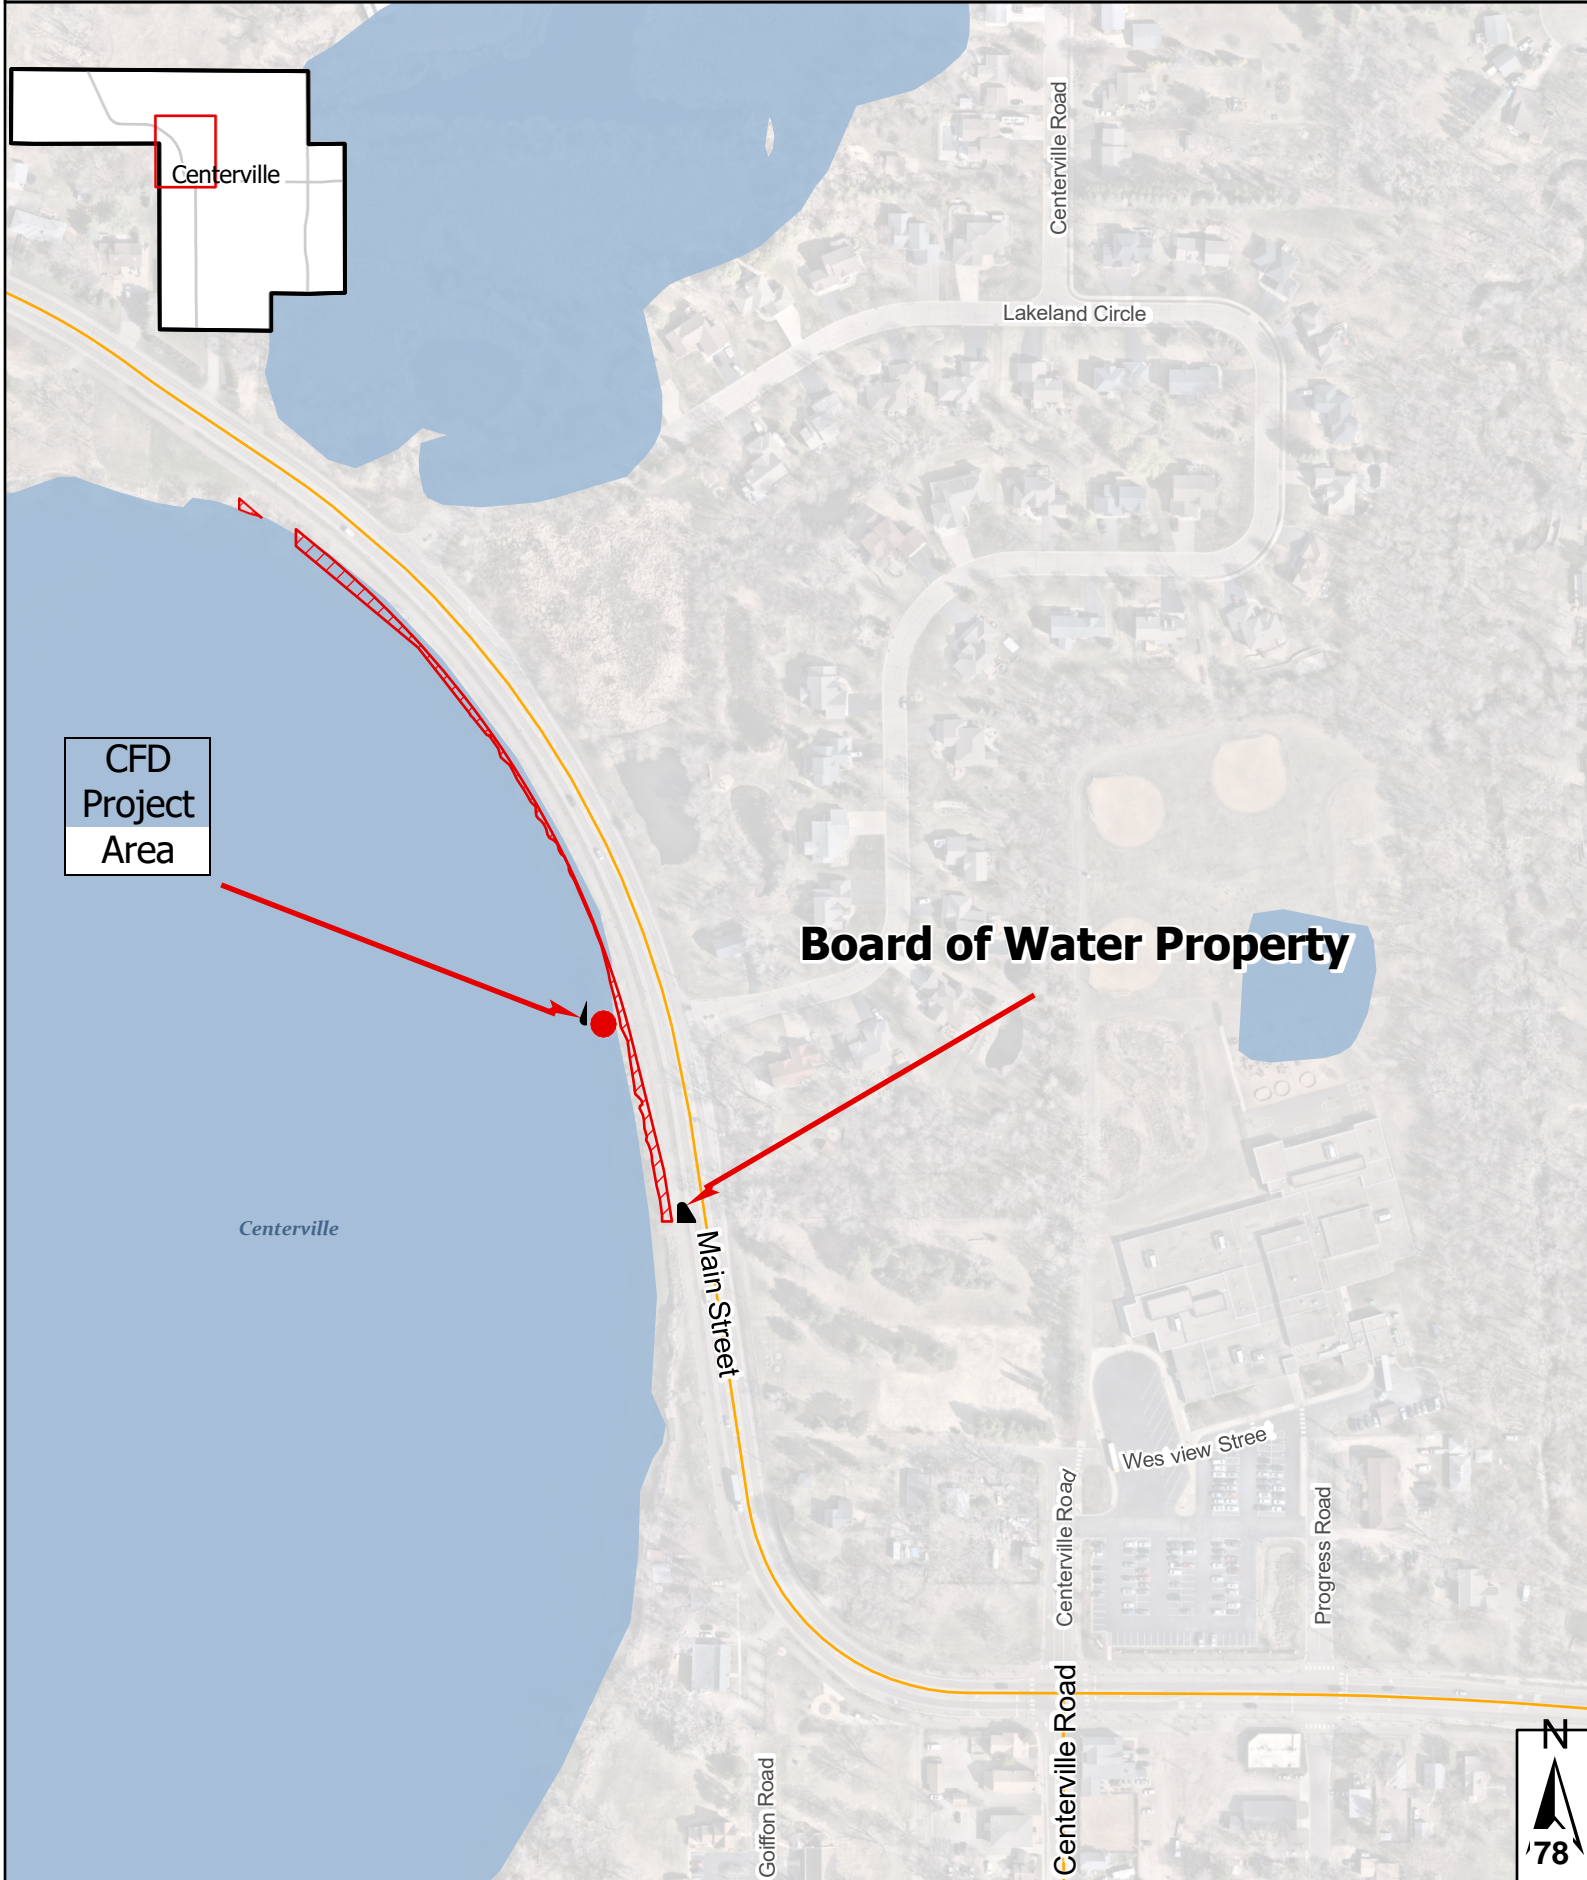 Centerville Road
Centerville
Lakeland Circle
CFD
Project
Area
Board of Water Property
Centerville
Main Street
Wes view Stree
Centerville Road
Progress Road
Centerville Road
Goiffon Road
N
78